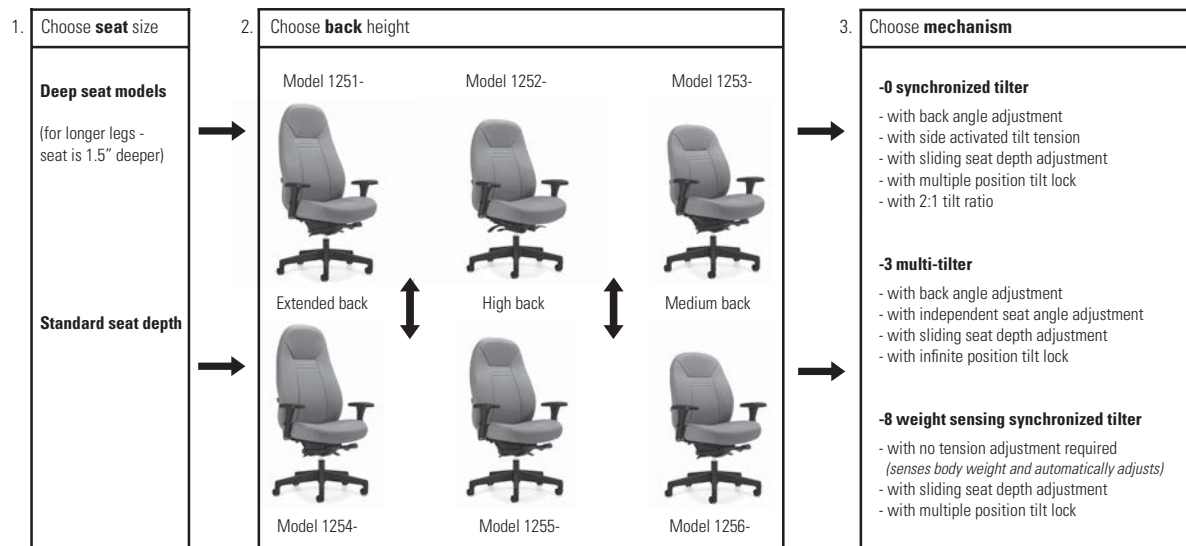 1. Choose seat size
Deep seat models
(for longer legs -
seat is 1.5" deeper)
Standard seat depth
2. Choose back height
Model 1251-
Model 1252-
Model 1253-
Extended back
High back
Medium back
Model 1254-
Model 1255-
Model 1256-
3. Choose mechanism
-0 synchronized tilter
- with back angle adjustment
- with side activated tilt tension
- with sliding seat depth adjustment
- with multiple position tilt lock
- with 2:1 tilt ratio
-3 multi-tilter
- with back angle adjustment
- with independent seat angle adjustment
- with sliding seat depth adjustment
- with infinite position tilt lock
-8 weight sensing synchronized tilter
- with no tension adjustment required
(senses body weight and automatically adjusts)
- with sliding seat depth adjustment
- with multiple position tilt lock